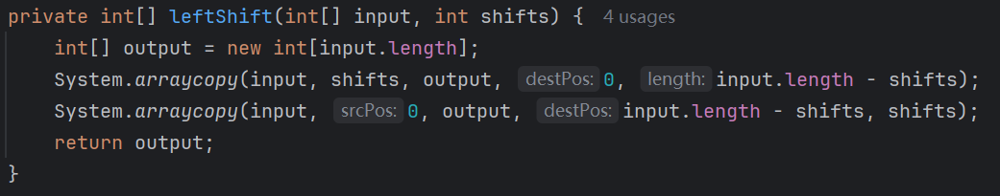 private int[] leftShift(int[] input, int shifts) { 4 usages
int[] output = new int[input.length];
System.arraycopy(input, shifts, output, destPos: 0, length: input.length - shifts);
System.arraycopy(input, srcPos: 0, output, destPos: input.length - shifts, shifts);
return output;
}